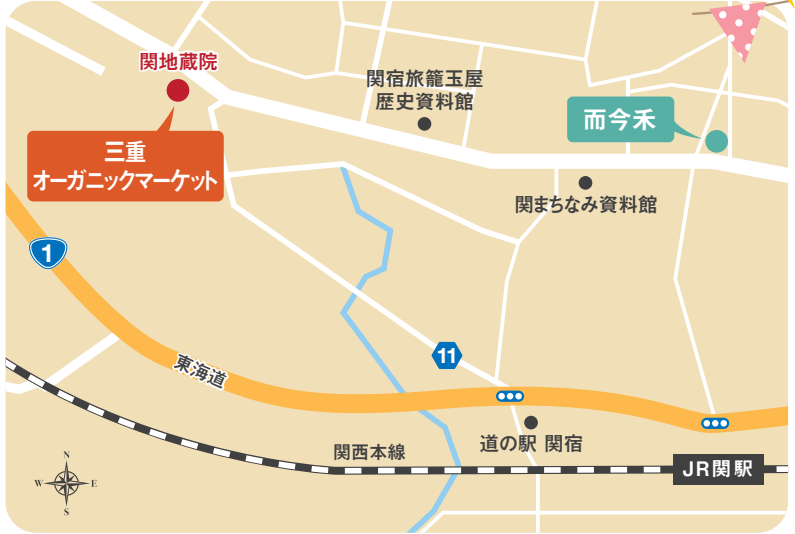 関地蔵院
三重
オーガニックマーケット
関宿旅籠玉屋
歴史資料館
而今禾
関まちなみ資料館
1
東海道
11
道の駅 関宿
関西本線
JR関駅
N
W
E
S